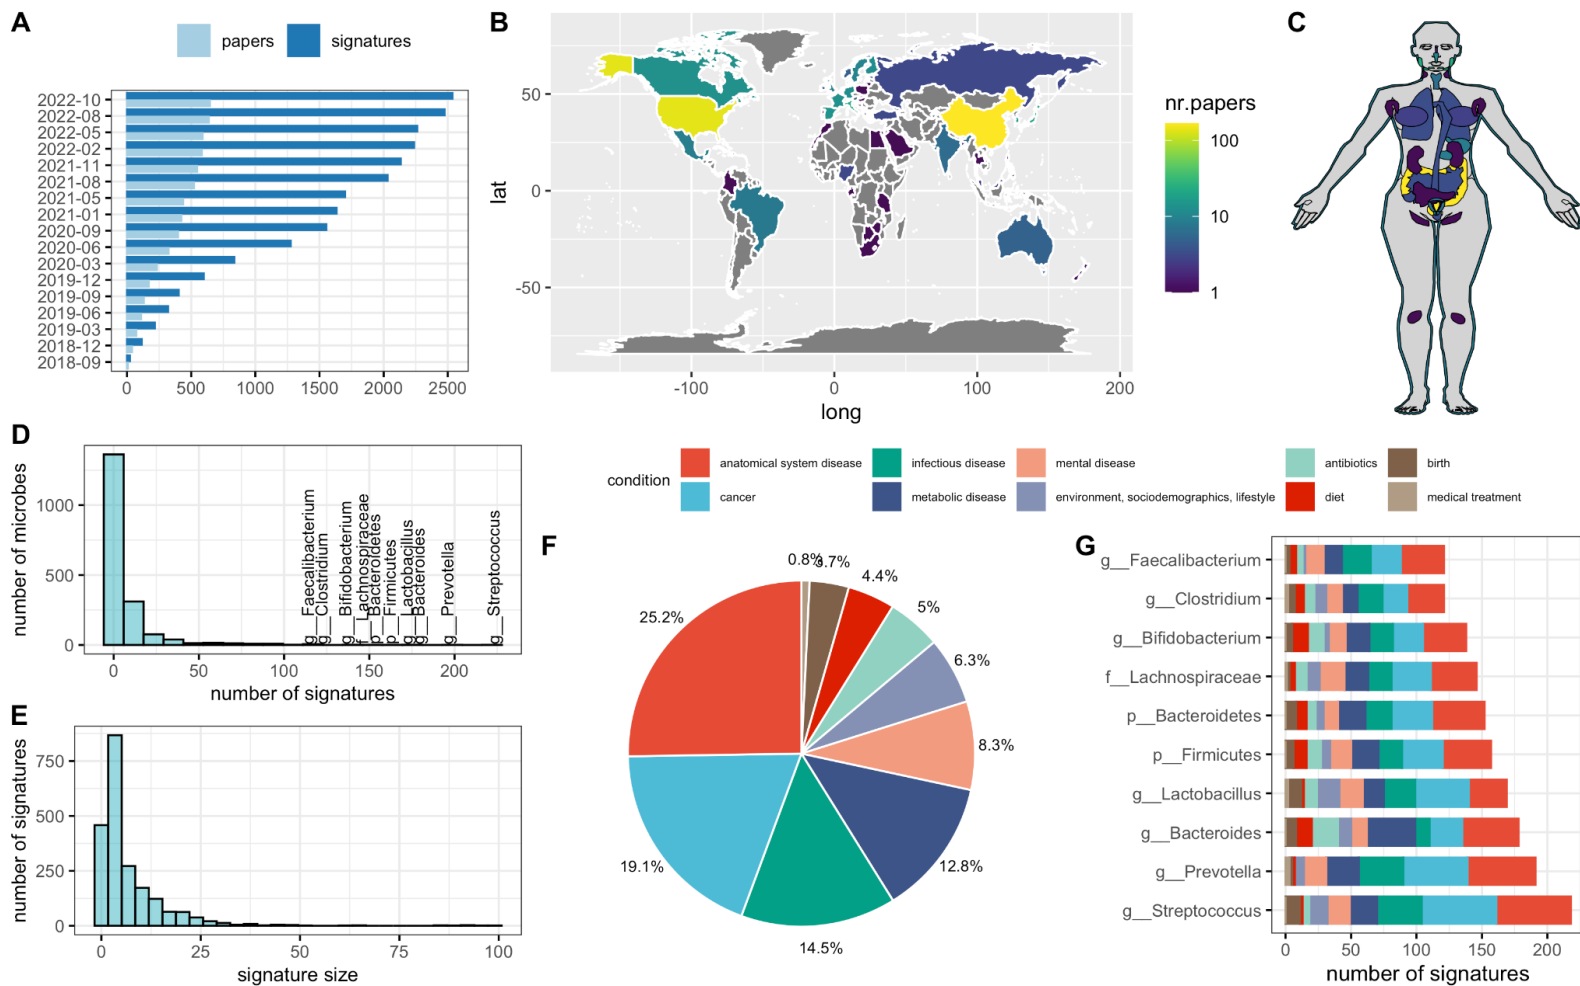 A
papers
signatures
2022-10
2022-08
2022-05
2022-02
2021-11
2021-08
2021-05
2021-01
2020-09
2020-06
2020-03
2019-12
2019-09
2019-06
2019-03
2018-12
2018-09
0
500
1000
1500
2000
2500
B
lat
50
0
-50
-100
0
100
200
long
nr.papers
100
10
1
C
D
number of microbes
1000
500
0
g__Faecalibacterium
g__Clostridium
g__Bifidobacterium
f__Lachnospiraceae
p__Bacteroidetes
p__Firmicutes
g__Lactobacillus
g__Bacteroides
g__Prevotella
g__Streptococcus
0
50
100
150
200
number of signatures
E
number of signatures
750
500
250
0
0
25
50
75
100
signature size
condition
anatomical system disease
cancer
infectious disease
metabolic disease
mental disease
environment, sociodemographics, lifestyle
antibiotics
diet
birth
medical treatment
F
0.8%
3.7%
4.4%
5%
6.3%
8.3%
12.8%
14.5%
19.1%
25.2%
G
g__Faecalibacterium
g__Clostridium
g__Bifidobacterium
f__Lachnospiraceae
p__Bacteroidetes
p__Firmicutes
g__Lactobacillus
g__Bacteroides
g__Prevotella
g__Streptococcus
0
50
100
150
200
number of signatures